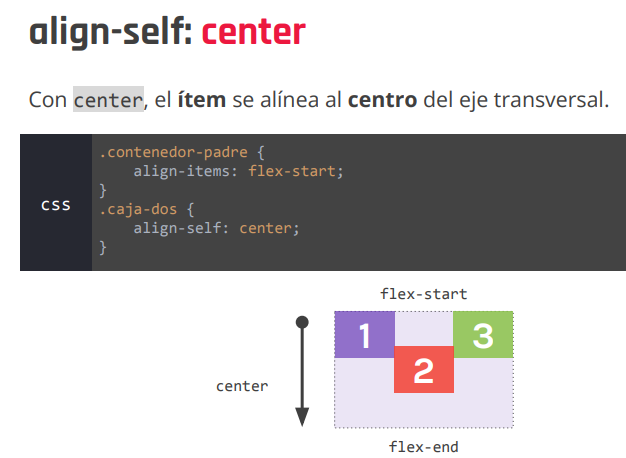 align-self: center
Con center, el ítem se alínea al centro del eje transversal.
css
.contenedor-padre {
    align-items: flex-start;
}
.caja-dos {
    align-self: center;
}
flex-start
1
3
2
center
flex-end